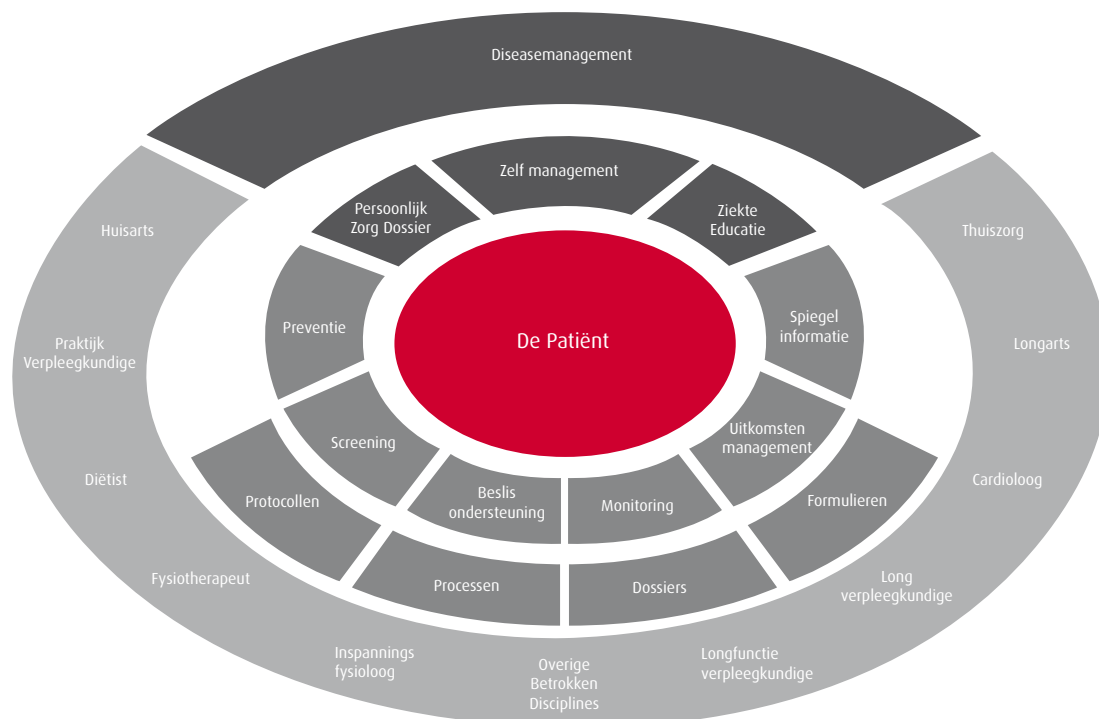 Diseasemanagement
Zelf management
Persoonlijk
Zorg Dossier
Ziekte
Educatie
Huisarts
Thuiszorg
Preventie
Spiegel
informatie
De Patiënt
Praktijk
Verpleegkundige
Longarts
Screening
Uitkomsten
management
Diëtist
Cardioloog
Protocollen
Beslis
ondersteuning
Monitoring
Formulieren
Fysiotherapeut
Processen
Dossiers
Long
verpleegkundige
Inspannings
fysioloog
Overige
Betrokken
Disciplines
Longfunctie
verpleegkundige